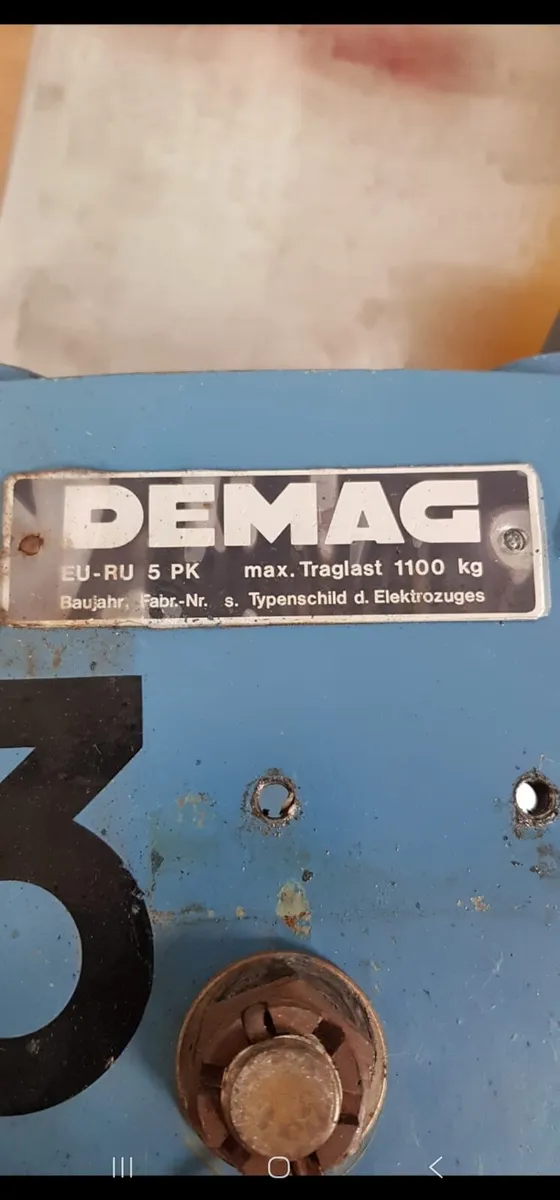 DEMAG
EU-RU 5 PK max. Traglast 1100 kg
Baujahr, Fabr.-Nr. s. Typenschild d. Elektrozuges
3